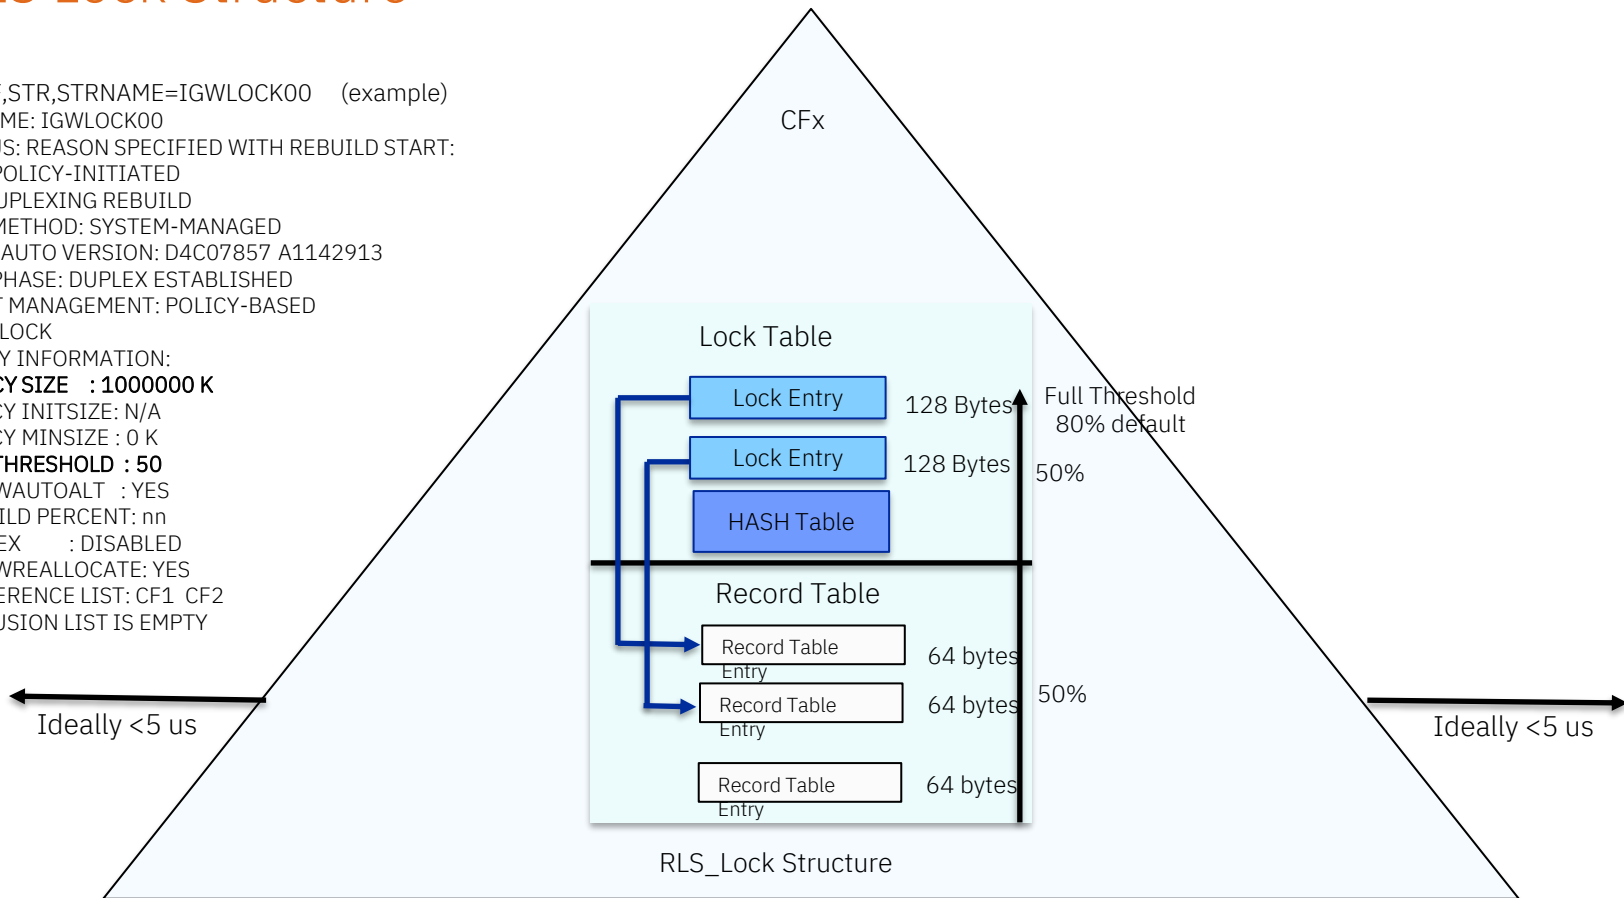 LS Lock Structure
F,STR,STRNAME=IGWLOCK00 (example)
ME: IGWLOCK00
US: REASON SPECIFIED WITH REBUILD START:
POLICY-INITIATED
UPLEXING REBUILD
METHOD: SYSTEM-MANAGED
AUTO VERSION: D4C07857 A1142913
PHASE: DUPLEX ESTABLISHED
T MANAGEMENT: POLICY-BASED
LOCK
Y INFORMATION:
CY SIZE : 1000000 K
CY INITSIZE: N/A
CY MINSIZE : 0 K
THRESHOLD : 50
WAUTOALT : YES
ILD PERCENT: nn
EX : DISABLED
WREALLOCATE: YES
ERENCE LIST: CF1 CF2
USION LIST IS EMPTY
CFx
Lock Table
Lock Entry
128 Bytes
Full Threshold
80% default
Lock Entry
128 Bytes
50%
HASH Table
Record Table
Record Table
Entry
64 bytes
Record Table
Entry
64 bytes
50%
Record Table
Entry
64 bytes
Ideally <5 us
Ideally <5 us
RLS_Lock Structure